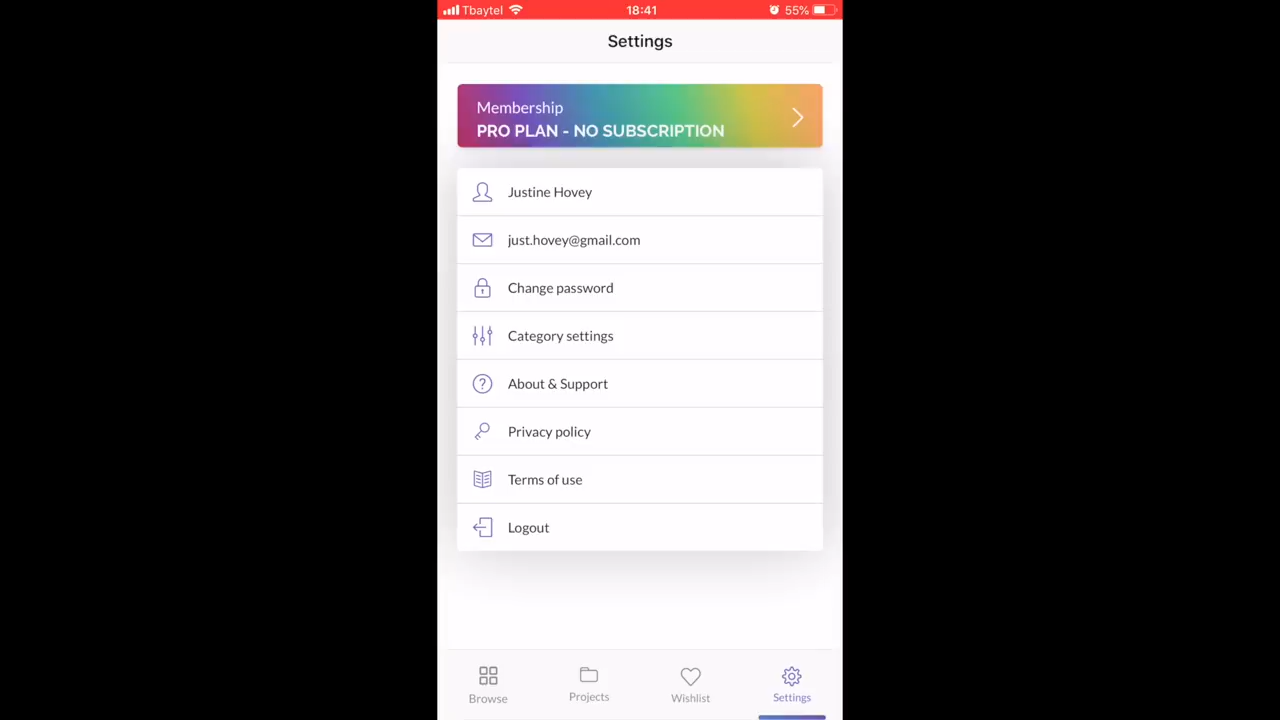 Tbaytel 18:41 55%
Settings
Membership
PRO PLAN - NO SUBSCRIPTION
Justine Hovey
just.hovey@gmail.com
Change password
Category settings
? About & Support
Privacy policy
Terms of use
Logout
Browse Projects Wishlist Settings